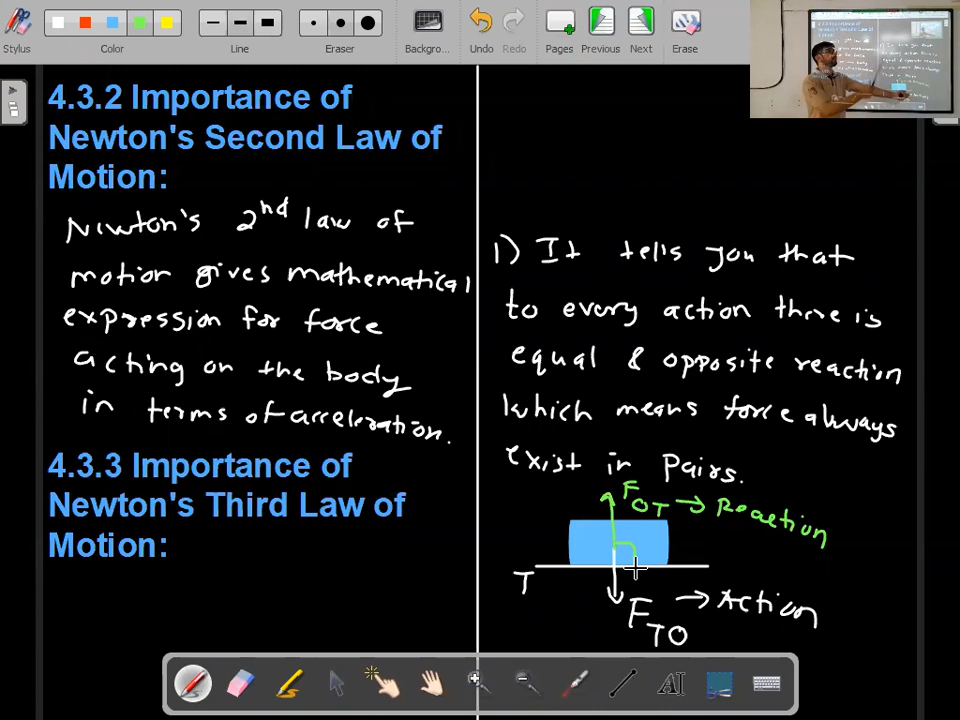 Stylus
Color
Line
Eraser
Backgro...
Undo
Redo
Pages
Previous
Next
Erase
4.3.2 Importance of
Newton's Second Law of
Motion:
Newton's 2nd law of
motion gives mathematical
expression for force
acting on the body
in terms of acceleration.
4.3.3 Importance of
Newton's Third Law of
Motion:
1) It tells you that
to every action there is
equal & opposite reaction
which means force always
exist in Pairs.
FOT → Reaction
T
FTO → Action
AI